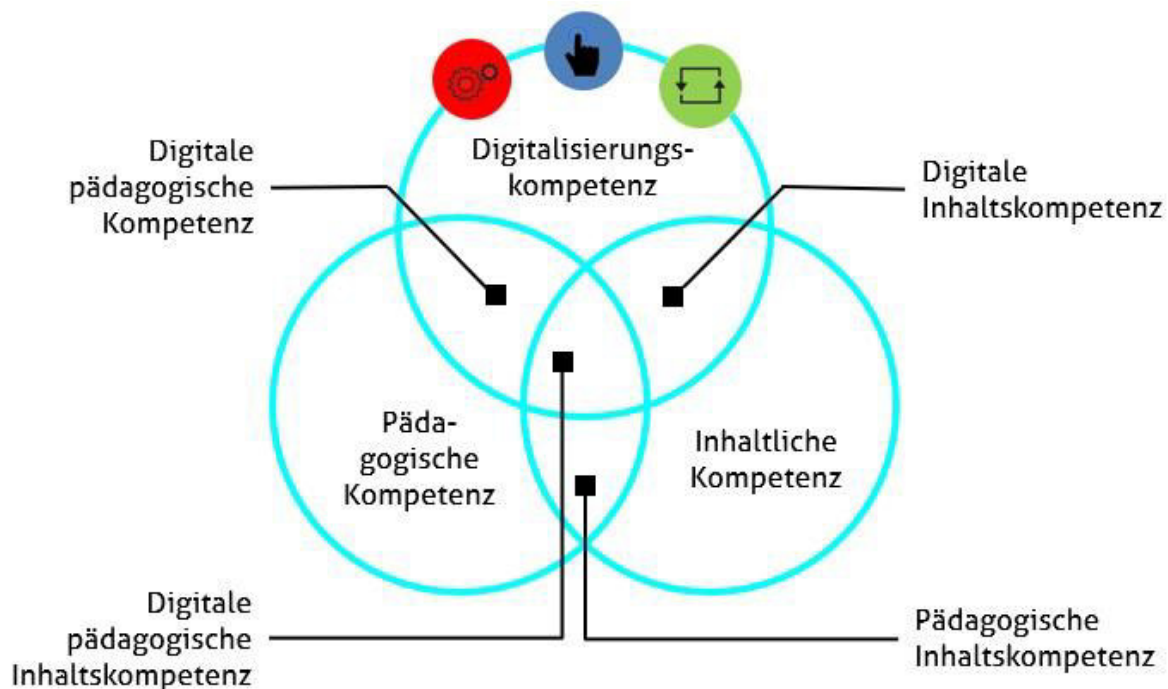 Digitalisierungs-
kompetenz
Digitale
pädagogische
Kompetenz
Digitale
Inhaltskompetenz
Päda-
gogische
Kompetenz
Inhaltliche
Kompetenz
Digitale
pädagogische
Inhaltskompetenz
Pädagogische
Inhaltskompetenz